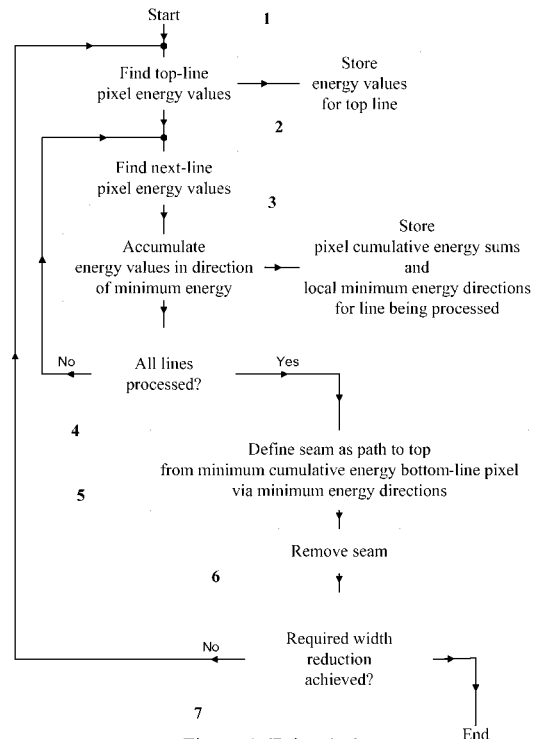 Start
1
Find top-line
pixel energy values
Store
energy values
for top line
2
Find next-line
pixel energy values
3
Accumulate
energy values in direction
of minimum energy
Store
pixel cumulative energy sums
and
local minimum energy directions
for line being processed
No
All lines
processed?
Yes
4
Define seam as path to top
from minimum cumulative energy bottom-line pixel
via minimum energy directions
5
Remove seam
6
No
Required width
reduction
achieved?
7
End